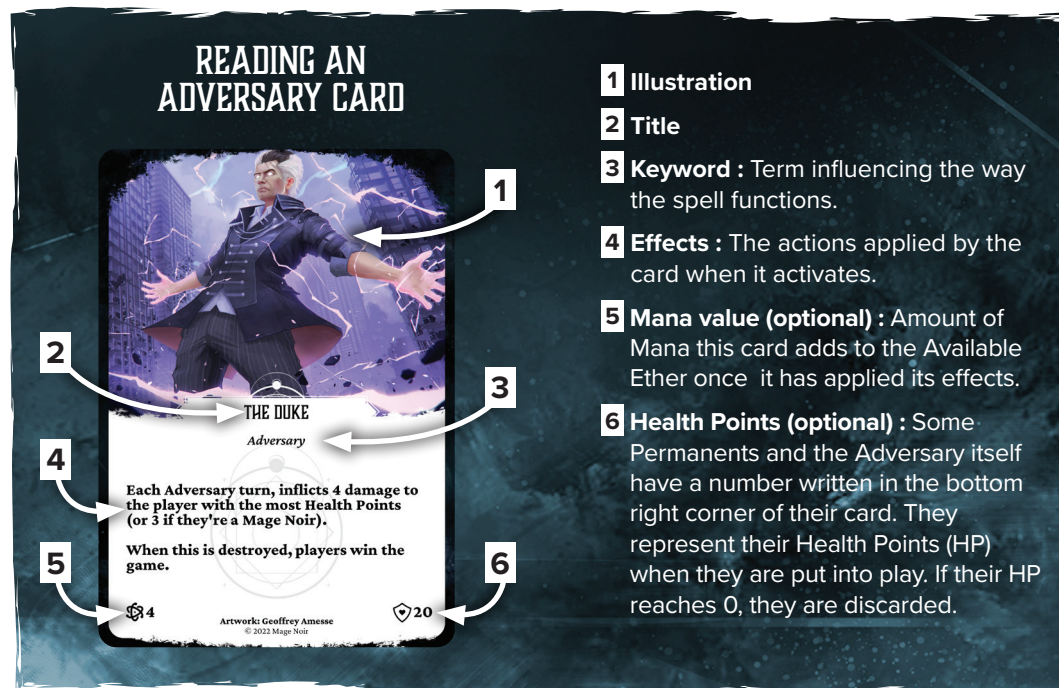 READING AN
ADVERSARY CARD
1
2
3
4
5
6
THE DUKE
Adversary
Each Adversary turn, inflicts 4 damage to
the player with the most Health Points
(or 3 if they're a Mage Noir).
When this is destroyed, players win the
game.
4
20
Artwork: Geoffrey Amesse
© 2022 Mage Noir
1 Illustration
2 Title
3 Keyword : Term influencing the way
the spell functions.
4 Effects : The actions applied by the
card when it activates.
5 Mana value (optional) : Amount of
Mana this card adds to the Available
Ether once it has applied its effects.
6 Health Points (optional) : Some
Permanents and the Adversary itself
have a number written in the bottom
right corner of their card. They
represent their Health Points (HP)
when they are put into play. If their HP
reaches 0, they are discarded.